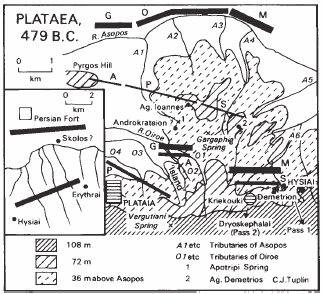 PLATAEA,
479 B.C.
G
O
M
R. Asopos
A1
A2
A3
A4
A5
A6
0 1
km
Pyrgos Hill
A
P
S
Ag. Ioannes
2
Androkrateion
1
Gargaphia
Spring
R. Oiroe
G
A
O1
O2
O3
O4
Island
P
M
S
HYSIAI
Demetrion
PLATAIA
Vergutiani
Spring
Kriekouki
Dryoskephalai
(Pass 2)
Pass 1
0 2
km
Persian Fort
Skolos?
Erythrai
Hysiai
108 m
72 m
36 m above Asopos
A1 etc Tributaries of Asopos
O1 etc Tributaries of Oiroe
1 Apotripi Spring
2 Ag. Demetrios C.J. Tuplin